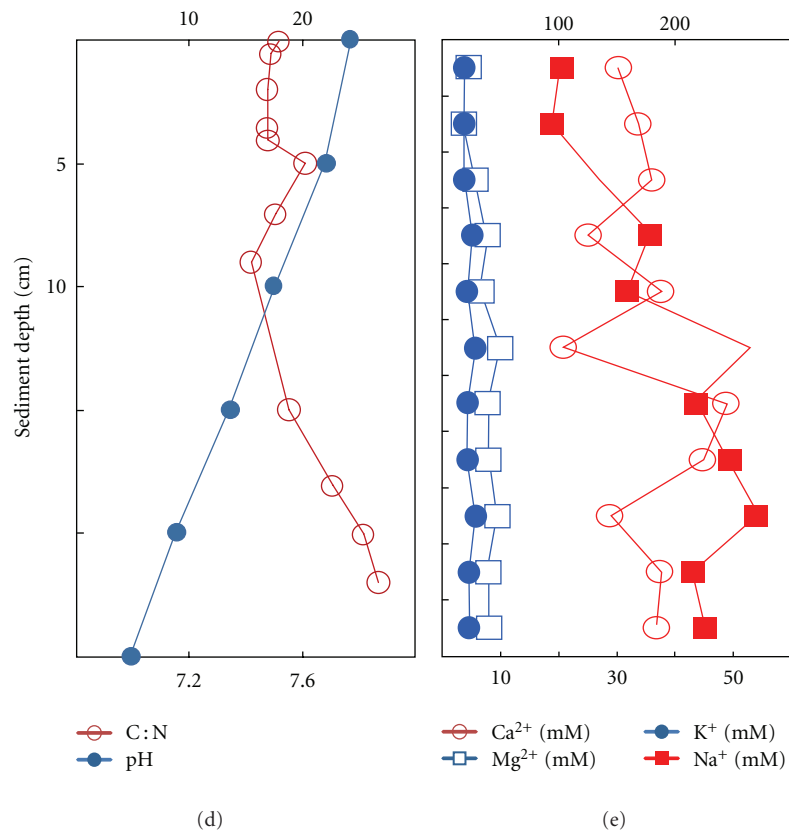 10 20
100 200
5
10
Sediment depth (cm)
7.2 7.6
10 30 50
C:N
pH
Ca²⁺ (mM)
Mg²⁺ (mM)
K⁺ (mM)
Na⁺ (mM)
(d)
(e)